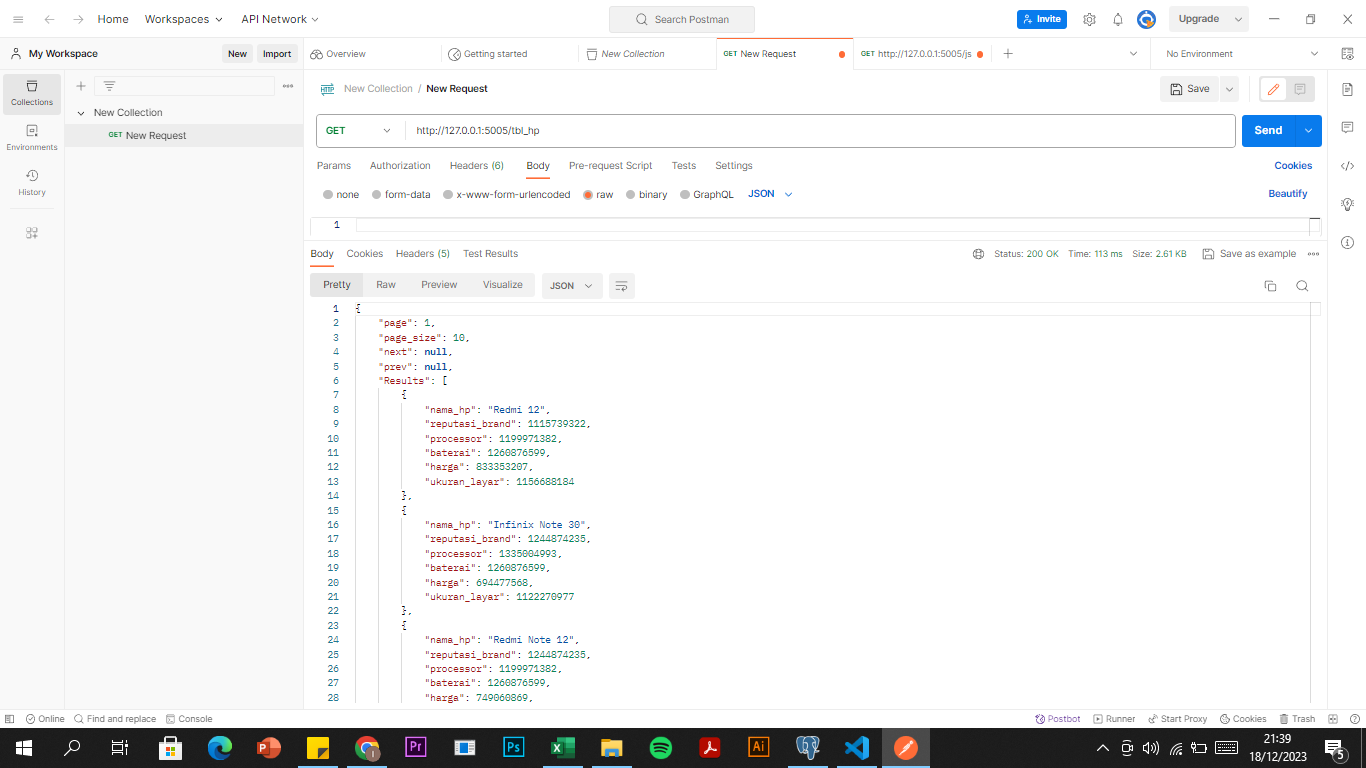 Home Workspaces API Network Search Postman Invite Upgrade
My Workspace New Import Overview Getting started New Collection GET New Request GET http://127.0.0.1:5005/js No Environment
Collections
Environments
History
New Collection
GET New Request
HTTP New Collection / New Request Save
GET http://127.0.0.1:5005/tbl_hp Send
Params Authorization Headers (6) Body Pre-request Script Tests Settings Cookies
none form-data x-www-form-urlencoded raw binary GraphQL JSON Beautify
1
Body Cookies Headers (5) Test Results Status: 200 OK Time: 113 ms Size: 2.61 KB Save as example
Pretty Raw Preview Visualize JSON
1 {
2 "page": 1,
3 "page_size": 10,
4 "next": null,
5 "prev": null,
6 "Results": [
7 {
8 "nama_hp": "Redmi 12",
9 "reputasi_brand": 1115739322,
10 "processor": 1199971382,
11 "baterai": 1260876599,
12 "harga": 833353207,
13 "ukuran_layar": 1156688184
14 },
15 {
16 "nama_hp": "Infinix Note 30",
17 "reputasi_brand": 1244874235,
18 "processor": 1335004993,
19 "baterai": 1260876599,
20 "harga": 694477568,
21 "ukuran_layar": 1122270977
22 },
23 {
24 "nama_hp": "Redmi Note 12",
25 "reputasi_brand": 1244874235,
26 "processor": 1199971382,
27 "baterai": 1260876599,
28 "harga": 749060869,
Online Find and replace Console Postbot Runner Start Proxy Cookies Trash
P I Pr Ps X Ai
21:39
18/12/2023
5